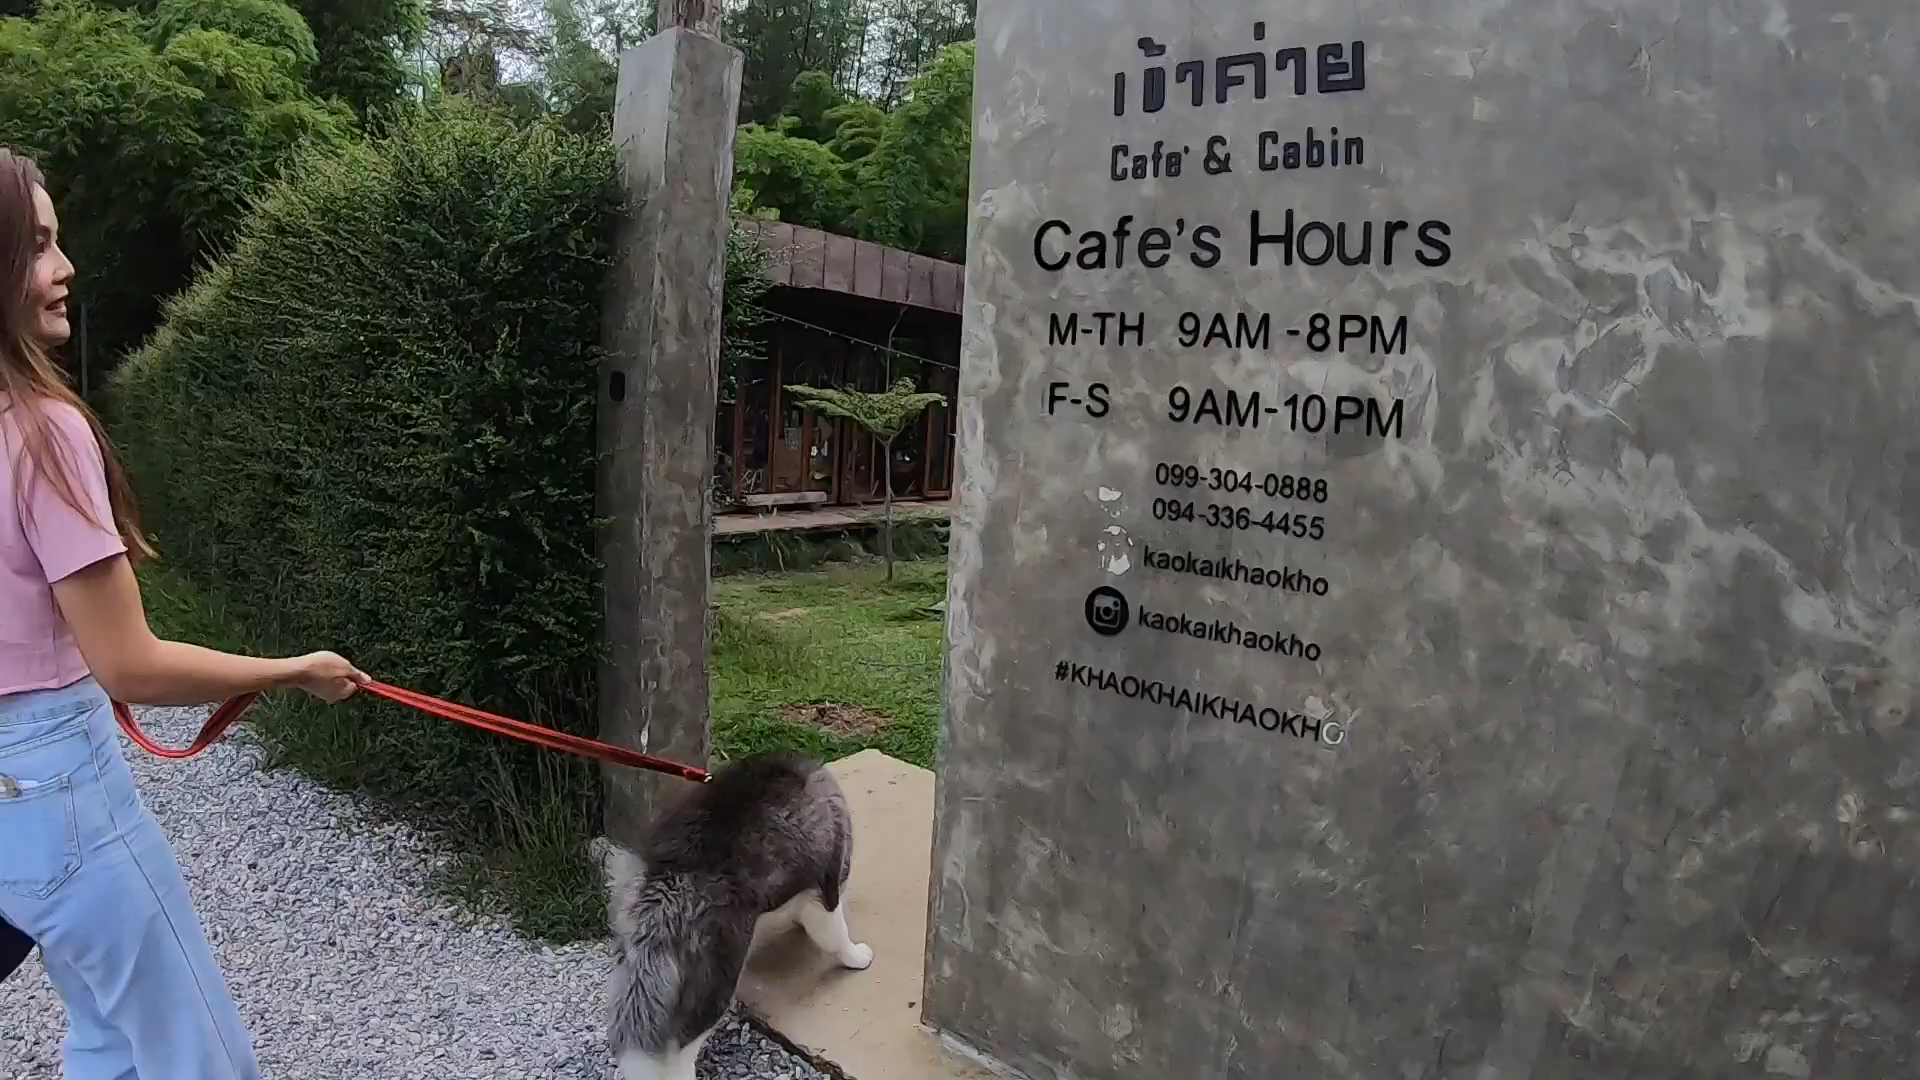 เข้าค่าย
Cafe' & Cabin
Cafe's Hours
M-TH 9AM -8PM
F-S 9AM-10PM
099-304-0888
094-336-4455
kaokaikhaokho
kaokaikhaokho
#KHAOKHAIKHAOKHO